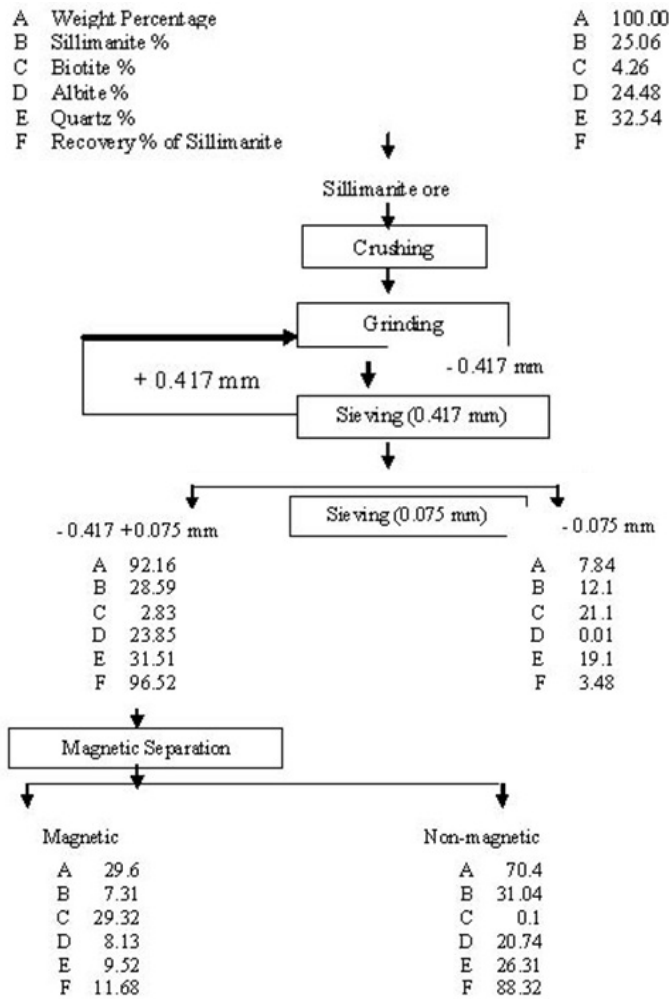 A Weight Percentage A 100.00
B Sillimanite % B 25.06
C Biotite % C 4.26
D Albite % D 24.48
E Quartz % E 32.54
F Recovery % of Sillimanite F
Sillimanite ore
Crushing
Grinding
- 0.417 mm
+ 0.417 mm
Sieving (0.417 mm)
Sieving (0.075 mm)
- 0.417 +0.075 mm - 0.075 mm
A 92.16 A 7.84
B 28.59 B 12.1
C 2.83 C 21.1
D 23.85 D 0.01
E 31.51 E 19.1
F 96.52 F 3.48
Magnetic Separation
Magnetic Non-magnetic
A 29.6 A 70.4
B 7.31 B 31.04
C 29.32 C 0.1
D 8.13 D 20.74
E 9.52 E 26.31
F 11.68 F 88.32